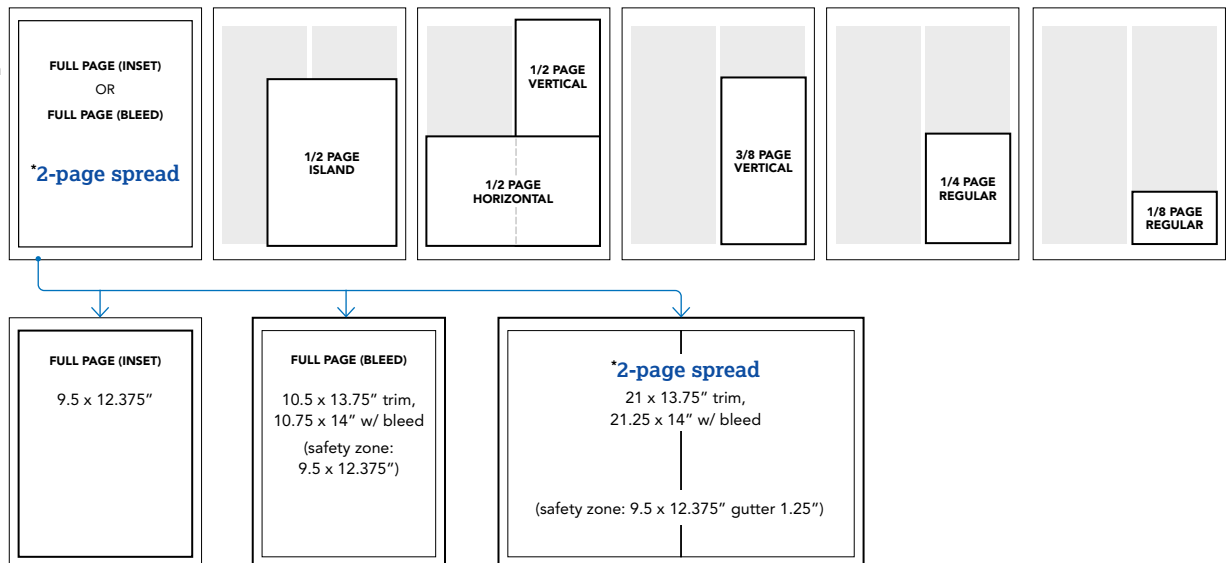 FULL PAGE (INSET)
OR
FULL PAGE (BLEED)
*2-page spread
1/2 PAGE
ISLAND
1/2 PAGE
VERTICAL
1/2 PAGE
HORIZONTAL
3/8 PAGE
VERTICAL
1/4 PAGE
REGULAR
1/8 PAGE
REGULAR
FULL PAGE (INSET)
9.5 x 12.375”
FULL PAGE (BLEED)
10.5 x 13.75” trim,
10.75 x 14” w/ bleed
(safety zone:
9.5 x 12.375”)
*2-page spread
21 x 13.75” trim,
21.25 x 14” w/ bleed
(safety zone: 9.5 x 12.375” gutter 1.25”)